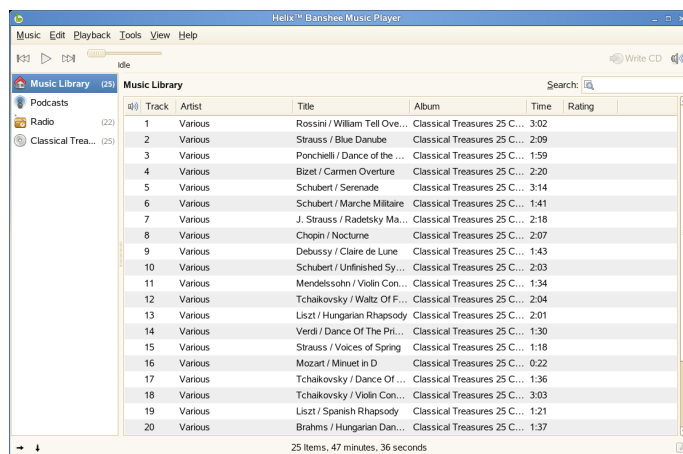 Helix™ Banshee Music Player
Music Edit Playback Tools View Help
Idle
Write CD
Music Library (25)
Podcasts
Radio (22)
Classical Trea... (25)
Music Library
Search:
Track Artist Title Album Time Rating
1 Various Rossini / William Tell Ove... Classical Treasures 25 C... 3:02
2 Various Strauss / Blue Danube Classical Treasures 25 C... 2:09
3 Various Ponchielli / Dance of the ... Classical Treasures 25 C... 1:59
4 Various Bizet / Carmen Overture Classical Treasures 25 C... 2:20
5 Various Schubert / Serenade Classical Treasures 25 C... 3:14
6 Various Schubert / Marche Militaire Classical Treasures 25 C... 1:41
7 Various J. Strauss / Radetsky Ma... Classical Treasures 25 C... 2:18
8 Various Chopin / Nocturne Classical Treasures 25 C... 2:07
9 Various Debussy / Claire de Lune Classical Treasures 25 C... 1:43
10 Various Schubert / Unfinished Sy... Classical Treasures 25 C... 2:03
11 Various Mendelssohn / Violin Con... Classical Treasures 25 C... 1:34
12 Various Tchaikovsky / Waltz Of F... Classical Treasures 25 C... 2:04
13 Various Liszt / Hungarian Rhapsody Classical Treasures 25 C... 2:01
14 Various Verdi / Dance Of The Pri... Classical Treasures 25 C... 1:30
15 Various Strauss / Voices of Spring Classical Treasures 25 C... 1:18
16 Various Mozart / Minuet in D Classical Treasures 25 C... 0:22
17 Various Tchaikovsky / Dance Of ... Classical Treasures 25 C... 1:36
18 Various Tchaikovsky / Violin Con... Classical Treasures 25 C... 3:03
19 Various Liszt / Spanish Rhapsody Classical Treasures 25 C... 1:21
20 Various Brahms / Hungarian Dan... Classical Treasures 25 C... 1:37
25 Items, 47 minutes, 36 seconds